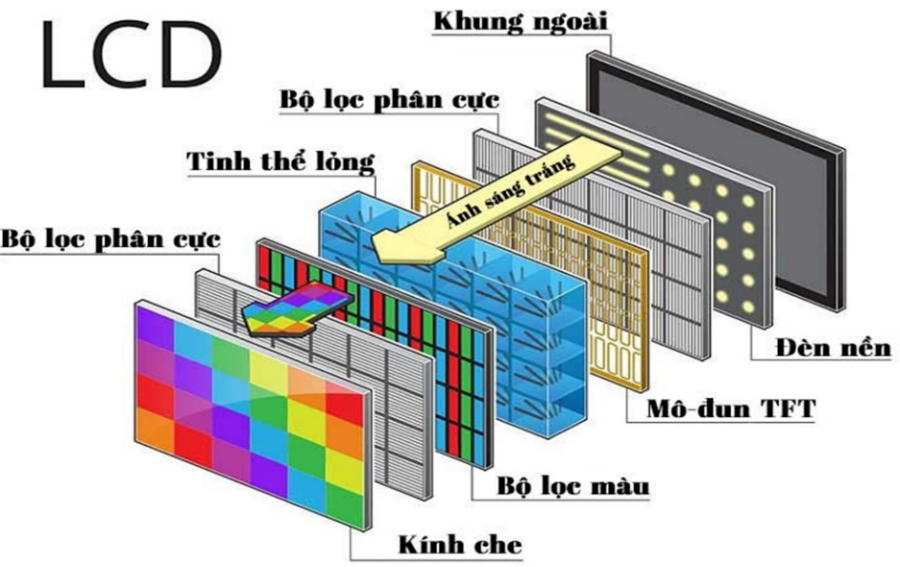 LCD
Khung ngoài
Bộ lọc phân cực
Tinh thể lỏng
Ánh sáng trắng
Bộ lọc phân cực
Đèn nền
Mô-đun TFT
Bộ lọc màu
Kính che